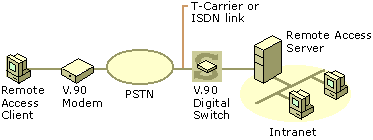 T-Carrier or
ISDN link
Remote Access
Server
Remote
Access
Client
V.90
Modem
PSTN
V.90
Digital
Switch
Intranet